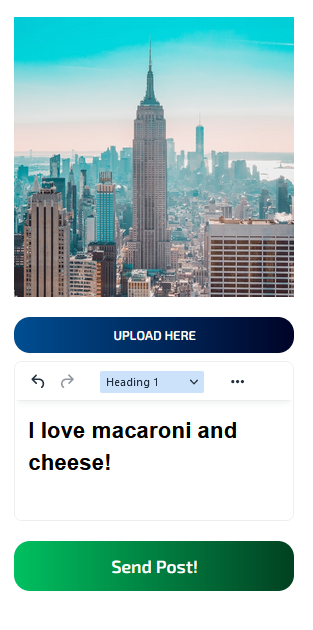 UPLOAD HERE
Heading 1
I love macaroni and
cheese!
Send Post!